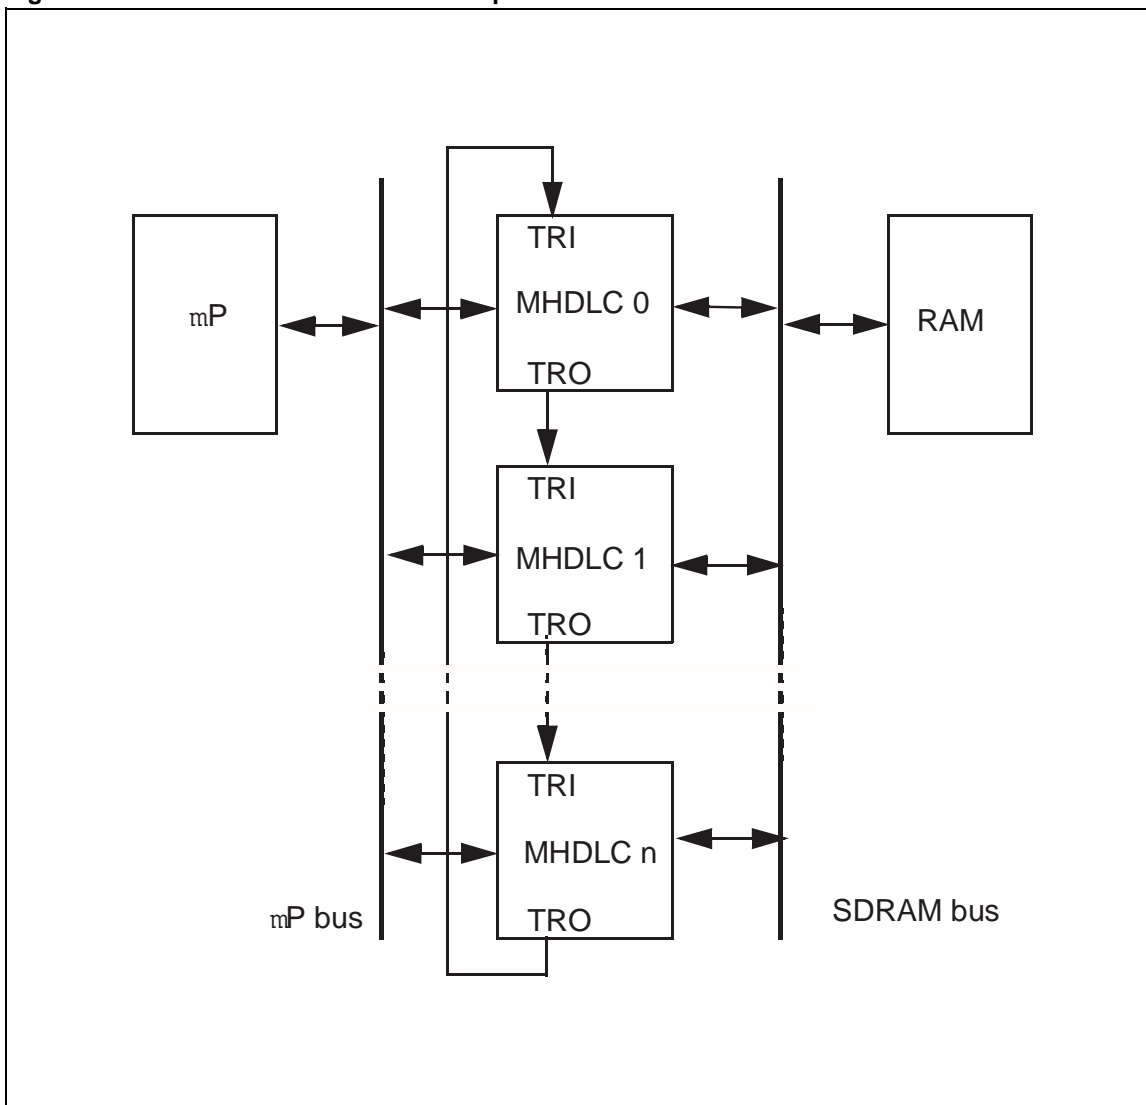 TRI
MHDLC 0
TRO
mP
RAM
TRI
MHDLC 1
TRO
TRI
MHDLC n
TRO
mP bus
SDRAM bus